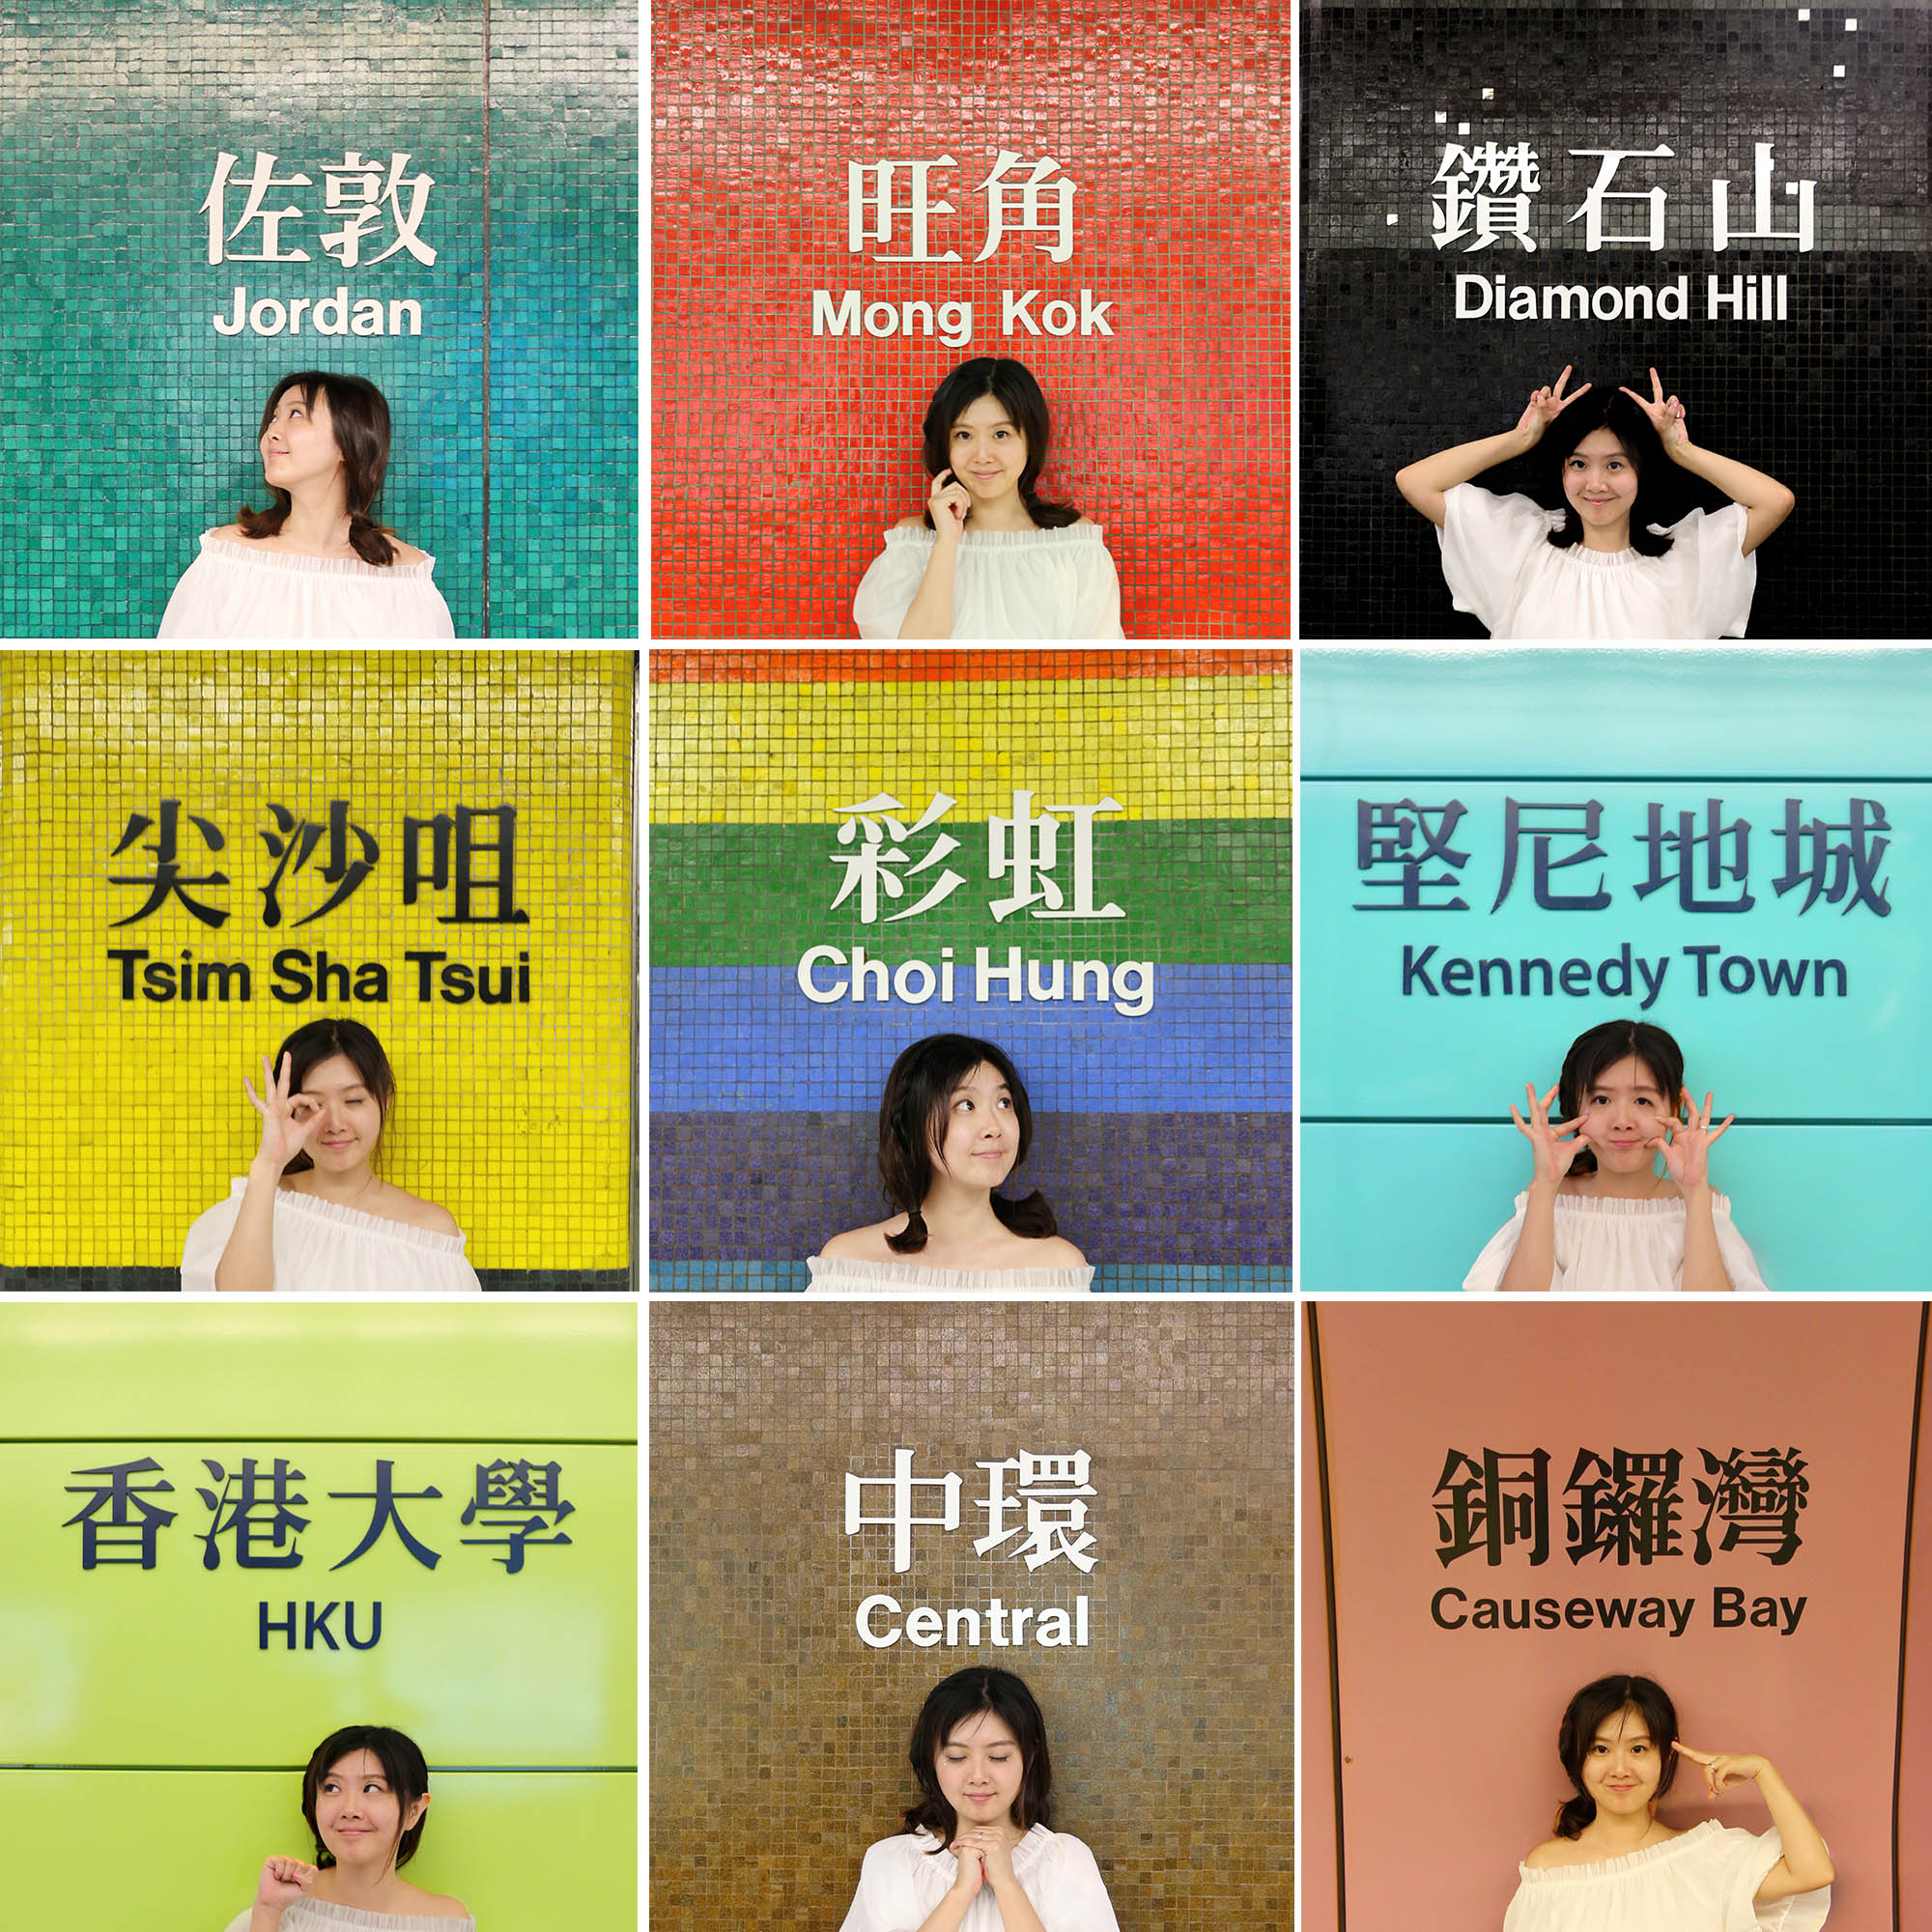 佐敦
Jordan
旺角
Mong Kok
鑽石山
Diamond Hill
尖沙咀
Tsim Sha Tsui
彩虹
Choi Hung
堅尼地城
Kennedy Town
香港大學
HKU
中環
Central
銅鑼灣
Causeway Bay